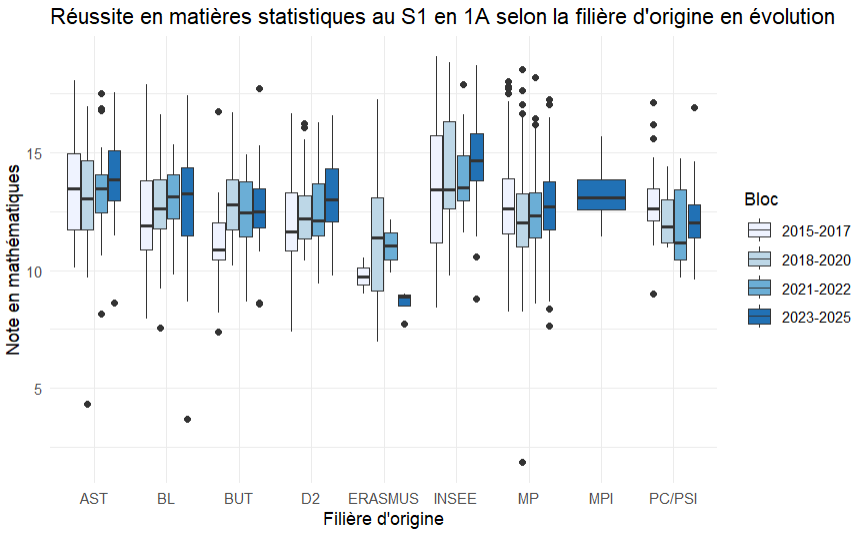 Réussite en matières statistiques au S1 en 1A selon la filière d'origine en évolution
Note en mathématiques
15
10
5
AST BL BUT D2 ERASMUS INSEE MP MPI PC/PSI
Filière d'origine
Bloc
2015-2017
2018-2020
2021-2022
2023-2025